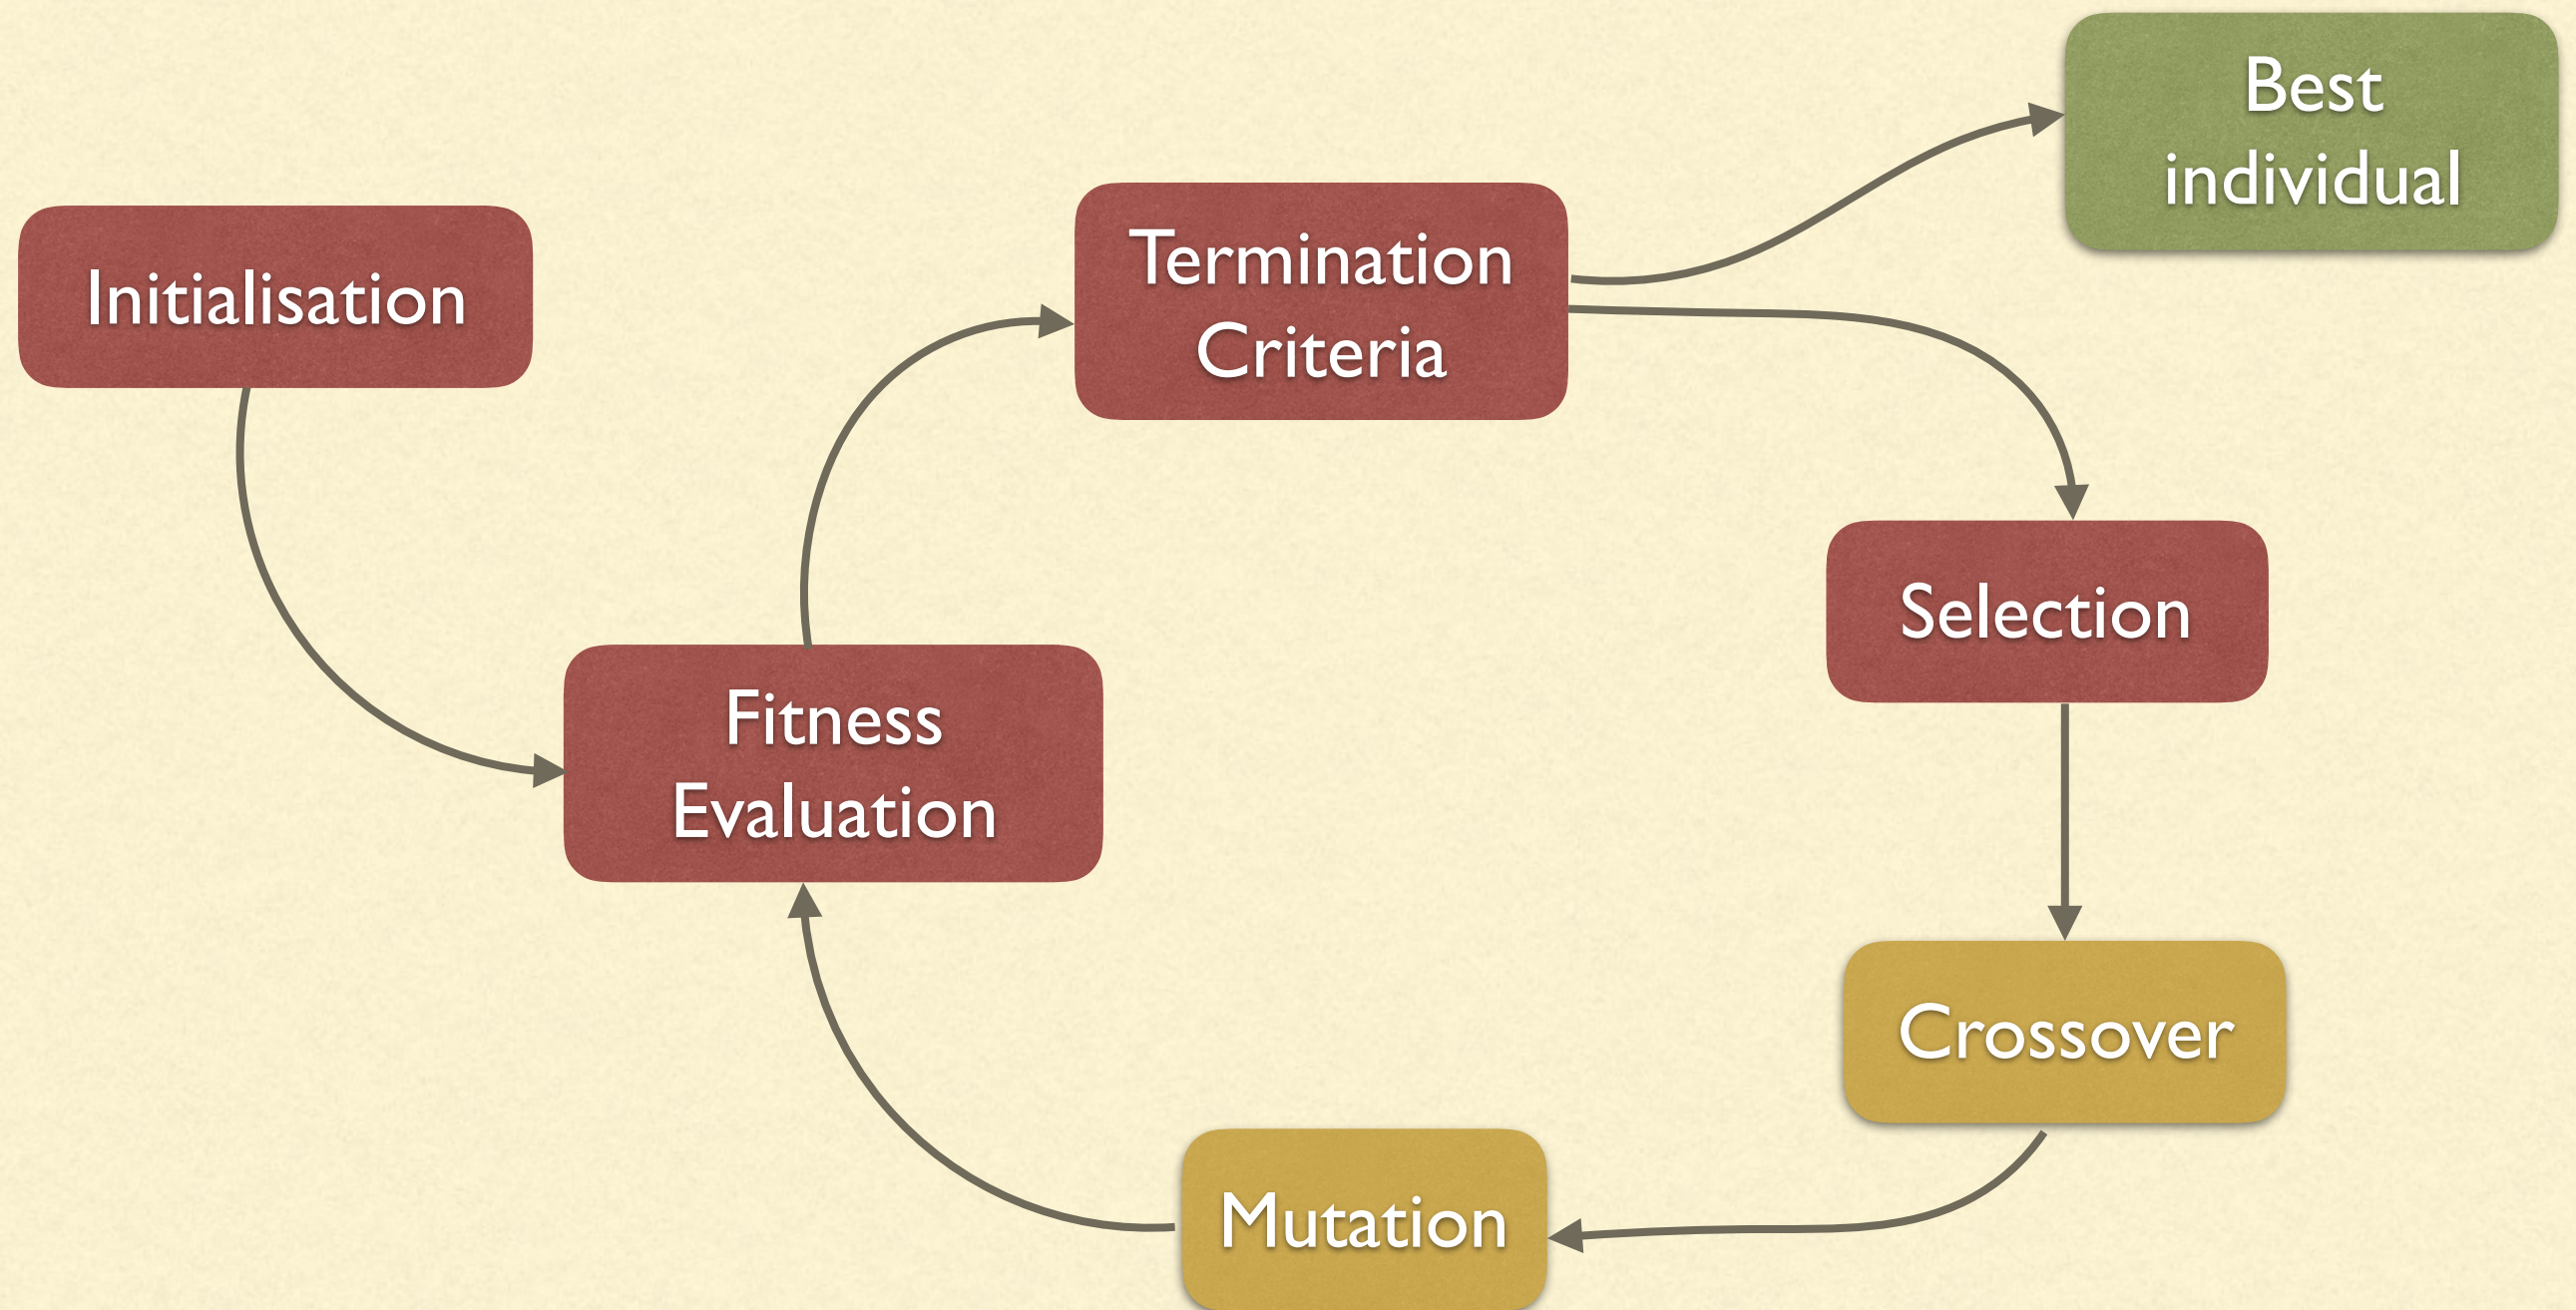 Best
individual
Termination
Criteria
Initialisation
Selection
Fitness
Evaluation
Crossover
Mutation